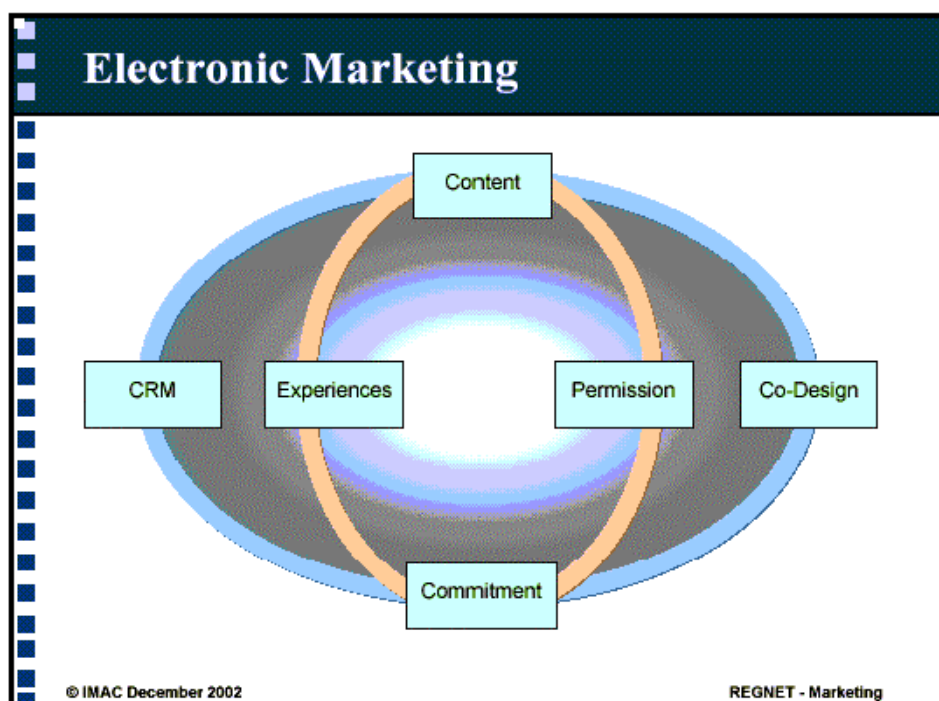 Electronic Marketing
Content
CRM
Experiences
Permission
Co-Design
Commitment
© IMAC December 2002
REGNET - Marketing